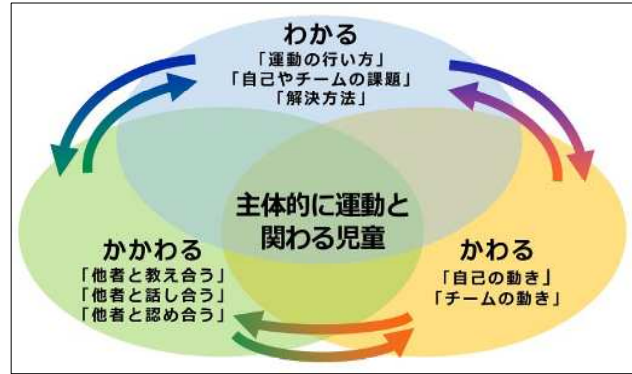 わかる
「運動の行い方」
「自己やチームの課題」
「解決方法」
主体的に運動と
関わる児童
かかわる
「他者と教え合う」
「他者と話し合う」
「他者と認め合う」
かわる
「自己の動き」
「チームの動き」